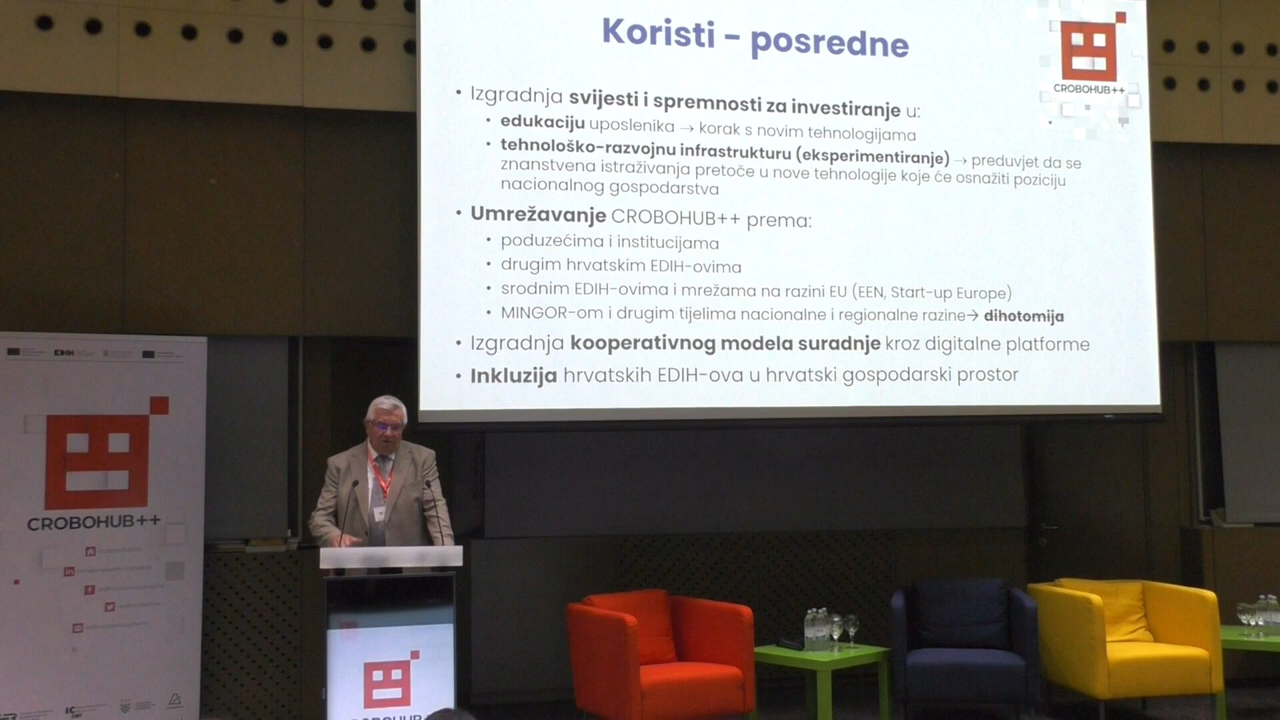 Koristi - posredne
CROBOHUB++
• Izgradnja svijesti i spremnosti za investiranje u:
• edukaciju uposlenika → korak s novim tehnologijama
• tehnološko-razvojnu infrastrukturu (eksperimentiranje) → preduvjet da se
znanstvena istraživanja pretoče u nove tehnologije koje će osnažiti poziciju
nacionalnog gospodarstva
• Umrežavanje CROBOHUB++ prema:
• poduzećima i institucijama
• drugim hrvatskim EDIH-ovima
• srodnim EDIH-ovima i mrežama na razini EU (EEN, Start-up Europe)
• MINGOR-om i drugim tijelima nacionalne i regionalne razine→ dihotomija
• Izgradnja kooperativnog modela suradnje kroz digitalne platforme
• Inkluzija hrvatskih EDIH-ova u hrvatski gospodarski prostor
EDIH
CROBOHUB++
CROBOHUB++